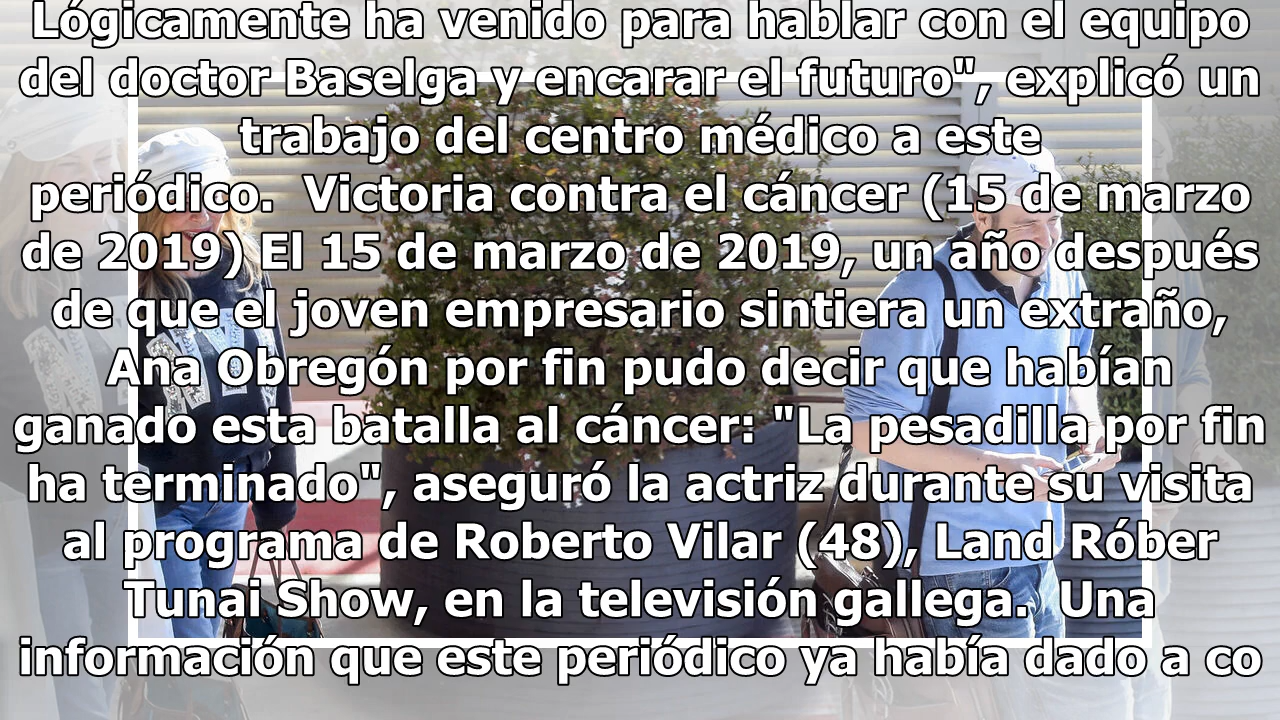 Lógicamente ha venido para hablar con el equipo
del doctor Baselga y encarar el futuro", explicó un
trabajo del centro médico a este
periódico.  Victoria contra el cáncer (15 de marzo
de 2019) El 15 de marzo de 2019, un año después
de que el joven empresario sintiera un extraño,
Ana Obregón por fin pudo decir que habían
ganado esta batalla al cáncer: "La pesadilla por fin
ha terminado", aseguró la actriz durante su visita
al programa de Roberto Vilar (48), Land Róber
Tunai Show, en la televisión gallega.  Una
información que este periódico ya había dado a co